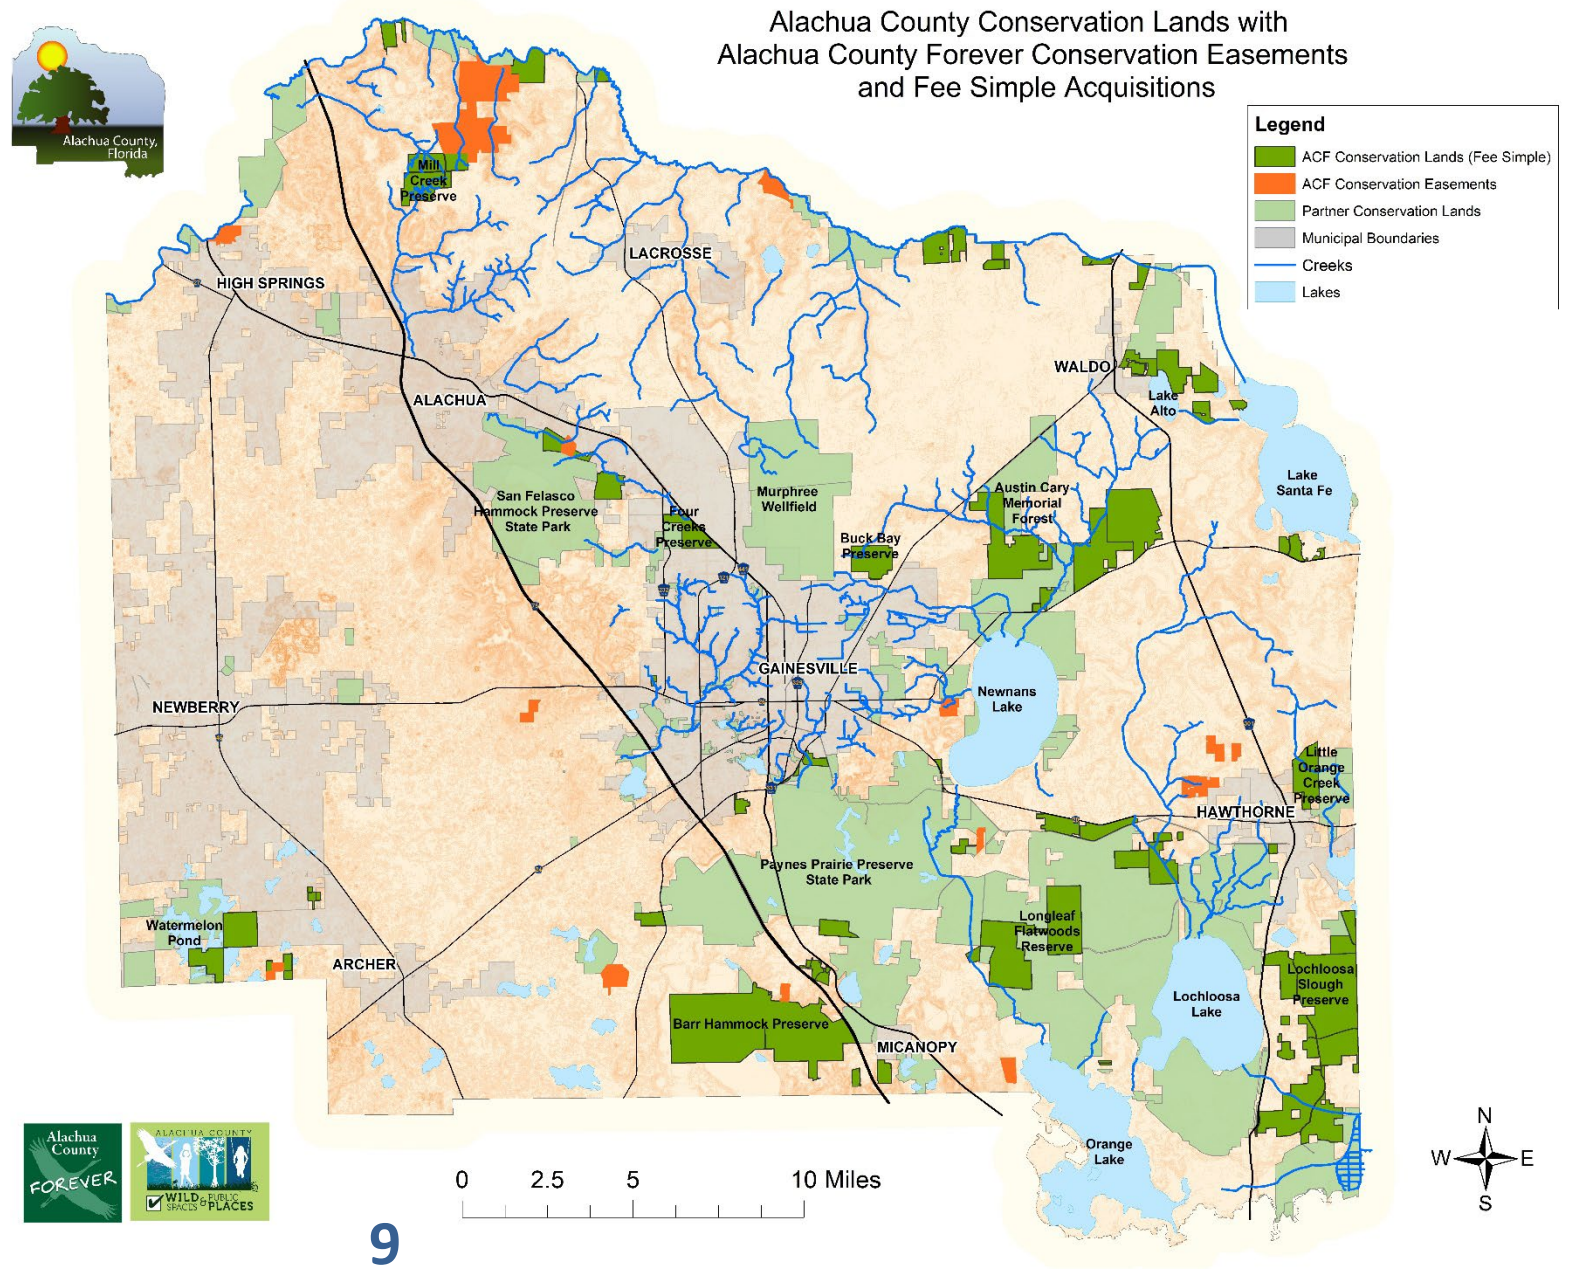 Alachua County Conservation Lands with
Alachua County Forever Conservation Easements
and Fee Simple Acquisitions
Alachua County,
Florida
Legend
ACF Conservation Lands (Fee Simple)
ACF Conservation Easements
Partner Conservation Lands
Municipal Boundaries
Creeks
Lakes
Mill
Creek
Preserve
LACROSSE
HIGH SPRINGS
WALDO
Lake
Alto
ALACHUA
Lake
Santa Fe
San Felasco
Hammock Preserve
State Park
Four
Creeks
Preserve
Murphree
Wellfield
Austin Cary
Memorial
Forest
Buck Bay
Preserve
GAINESVILLE
Newnans
Lake
NEWBERRY
Little
Orange
Creek
Preserve
HAWTHORNE
Paynes Prairie Preserve
State Park
Watermelon
Pond
Longleaf
Flatwoods
Reserve
ARCHER
Lochloosa
Slough
Preserve
Lochloosa
Lake
Barr Hammock Preserve
MICANOPY
Orange
Lake
Alachua
County
FOREVER
ALACHUA COUNTY
WILD & PUBLIC
SPACES PLACES
0 2.5 5 10 Miles
N
W E
S
9